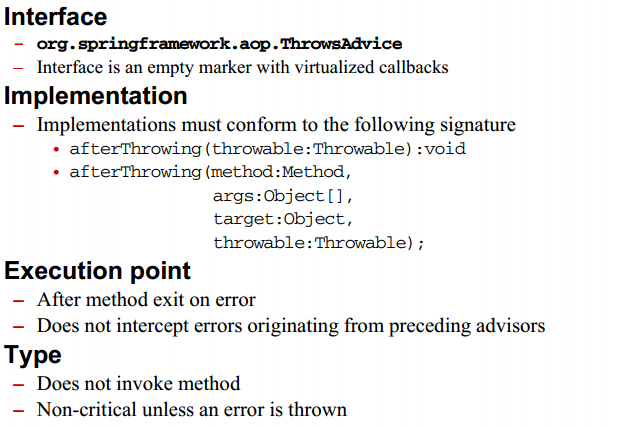 Interface
– org.springframework.aop.ThrowsAdvice
– Interface is an empty marker with virtualized callbacks
Implementation
– Implementations must conform to the following signature
• afterThrowing(throwable:Throwable):void
• afterThrowing(method:Method,
args:Object[],
target:Object,
throwable:Throwable);
Execution point
– After method exit on error
– Does not intercept errors originating from preceding advisors
Type
– Does not invoke method
– Non-critical unless an error is thrown